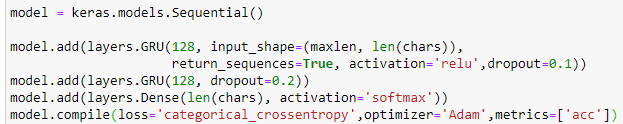 model = keras.models.Sequential()
model.add(layers.GRU(128, input_shape=(maxlen, len(chars)),
return_sequences=True, activation='relu',dropout=0.1))
model.add(layers.GRU(128, dropout=0.2))
model.add(layers.Dense(len(chars), activation='softmax'))
model.compile(loss='categorical_crossentropy',optimizer='Adam',metrics=['acc'])